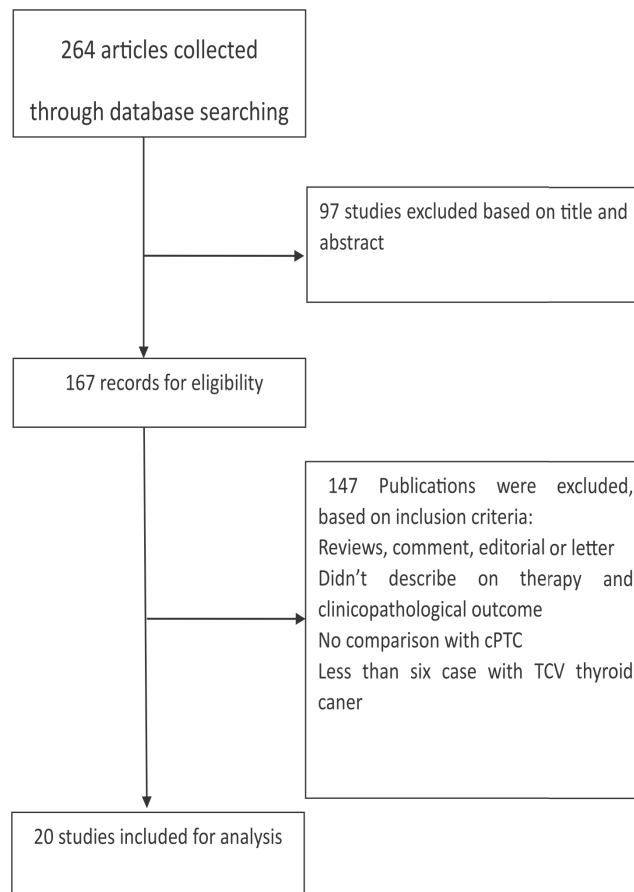 264 articles collected
through database searching
97 studies excluded based on title and
abstract
167 records for eligibility
147 Publications were excluded,
based on inclusion criteria:
Reviews, comment, editorial or letter
Didn’t describe on therapy and
clinicopathological outcome
No comparison with cPTC
Less than six case with TCV thyroid
caner
20 studies included for analysis